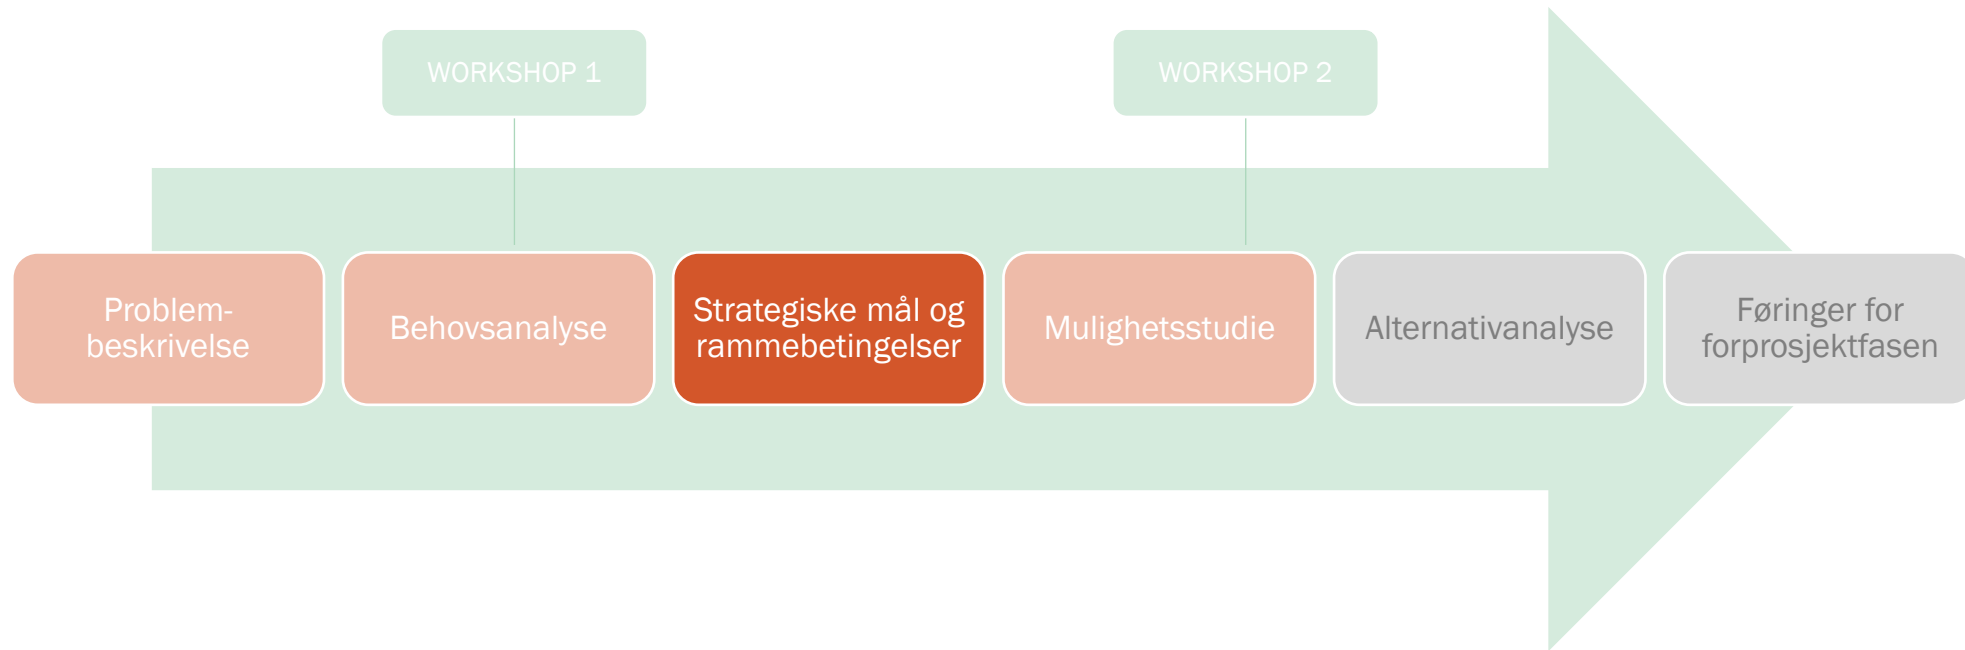 WORKSHOP 1
WORKSHOP 2
Problem-
beskrivelse
Behovsanalyse
Strategiske mål og
rammebetingelser
Mulighetsstudie
Alternativanalyse
Føringer for
forprosjektfasen